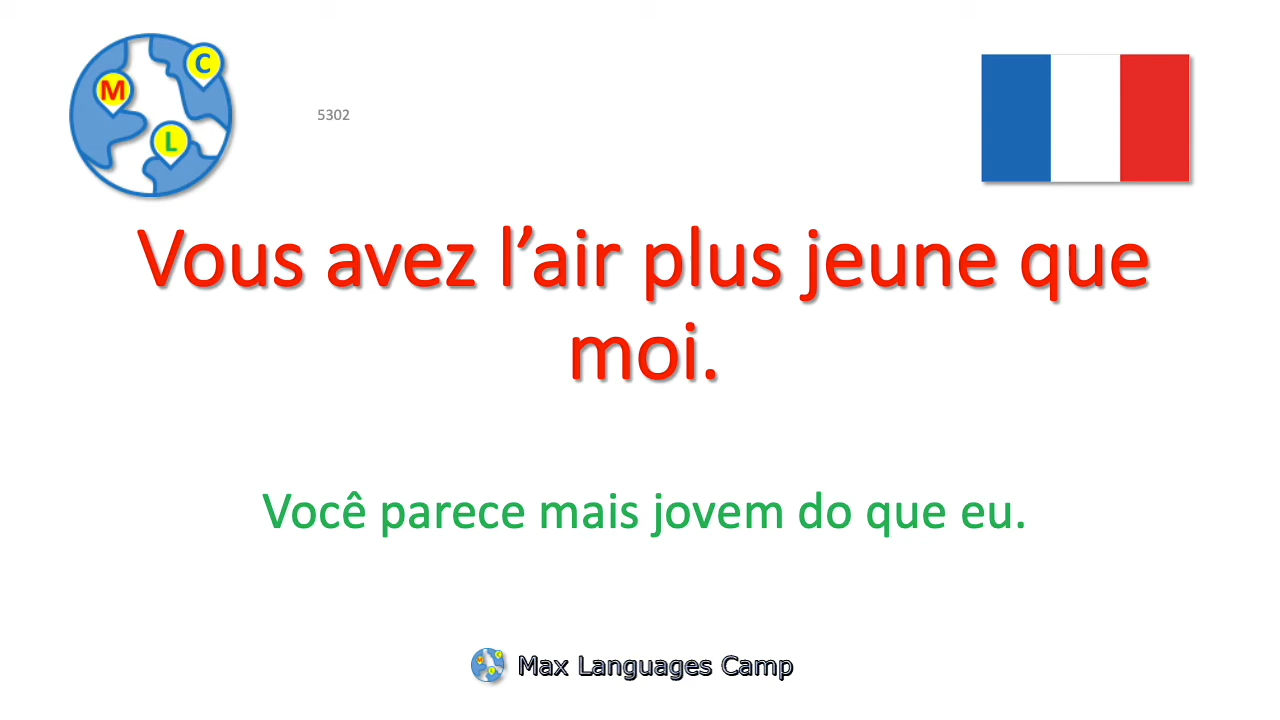 C
M
L
5302
Vous avez l’air plus jeune que
moi.
Você parece mais jovem do que eu.
Max Languages Camp